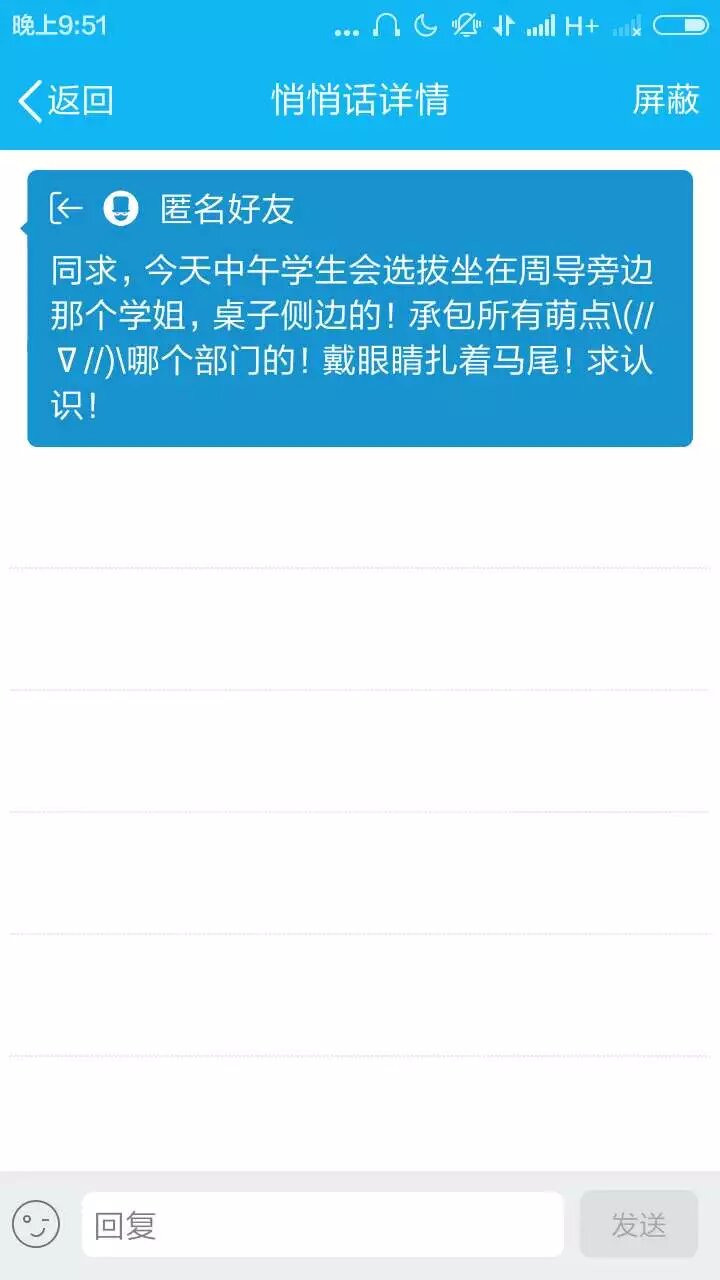 晚上9:51
H+
返回
悄悄话详情
屏蔽
匿名好友
同求，今天中午学生会选拔坐在周导旁边
那个学姐，桌子侧边的！承包所有萌点\(//
∇//)\哪个部门的！戴眼睛扎着马尾！求认
识！
回复
发送